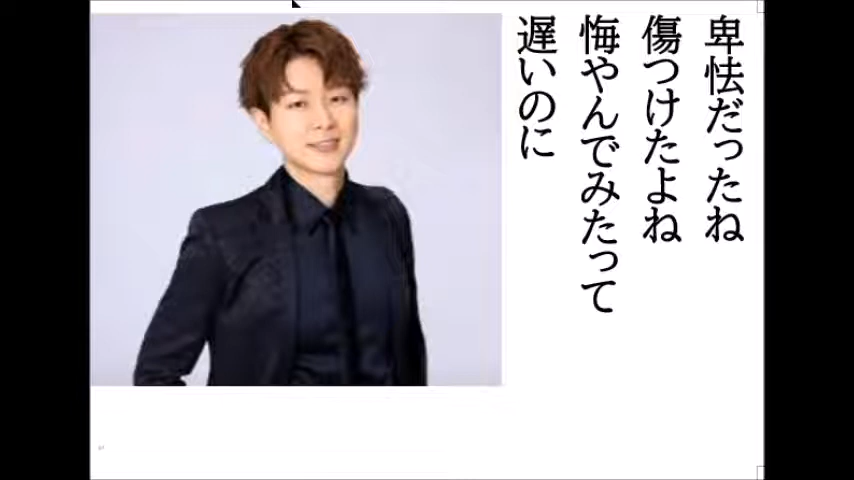 卑怯だったね
傷つけたよね
悔やんでみたって
遅いのに